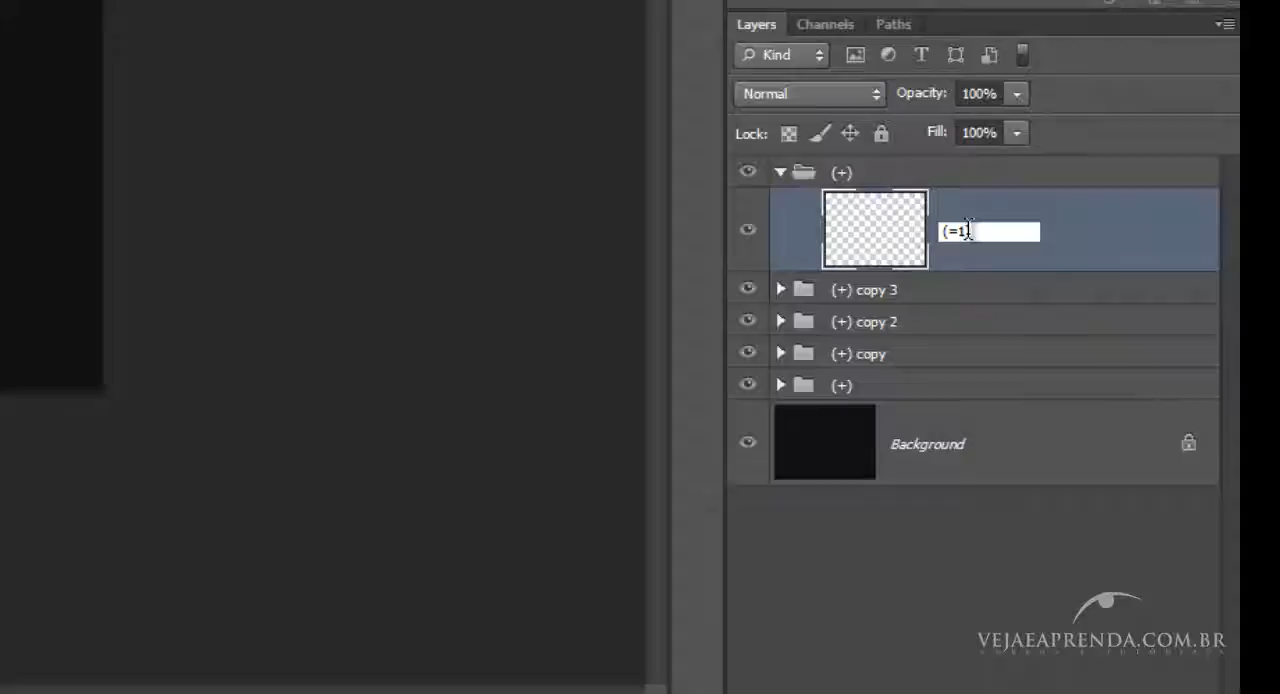 Layers Channels Paths
Kind
Normal Opacity: 100%
Lock: Fill: 100%
(+)
(=1)
(+) copy 3
(+) copy 2
(+) copy
(+)
Background
VEJAEAPRENDA.COM.BR